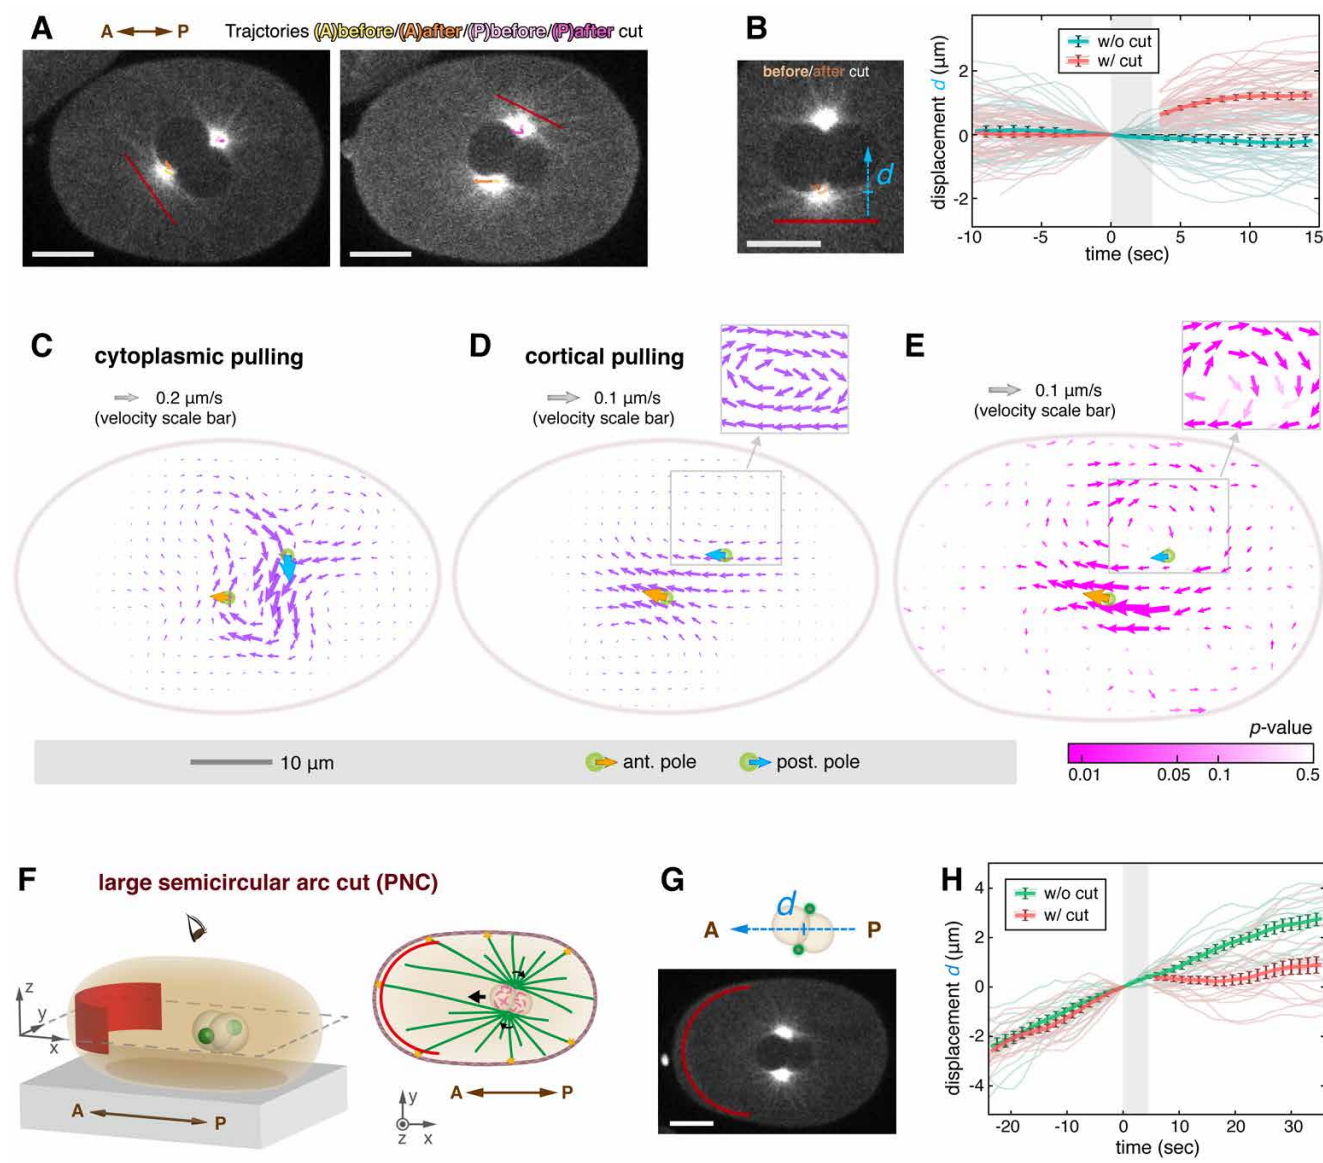 A
A P
Trajctories (A)before/(A)after/(P)before/(P)after cut
B
before/after cut
d
displacement d (µm)
2
0
-2
w/o cut
w/ cut
-10 -5 0 5 10 15
time (sec)
C
cytoplasmic pulling
0.2 µm/s
(velocity scale bar)
D
cortical pulling
0.1 µm/s
(velocity scale bar)
E
0.1 µm/s
(velocity scale bar)
10 µm
ant. pole
post. pole
p-value
0.01 0.05 0.1 0.5
F
large semicircular arc cut (PNC)
z
y
x
A P
A P
y
z x
G
d
A P
H
displacement d (µm)
4
2
0
-2
-4
w/o cut
w/ cut
-20 -10 0 10 20 30
time (sec)